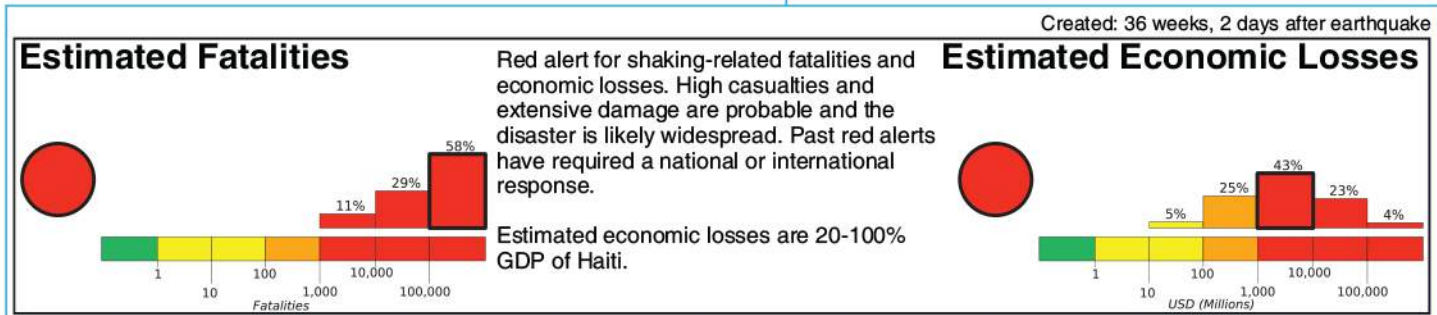 Created: 36 weeks, 2 days after earthquake
Estimated Fatalities
58%
29%
11%
1
100
10,000
10
1,000
100,000
Fatalities
Red alert for shaking-related fatalities and
economic losses. High casualties and
extensive damage are probable and the
disaster is likely widespread. Past red alerts
have required a national or international
response.
Estimated economic losses are 20-100%
GDP of Haiti.
Estimated Economic Losses
43%
25%
23%
5%
4%
1
100
10,000
10
1,000
100,000
USD (Millions)